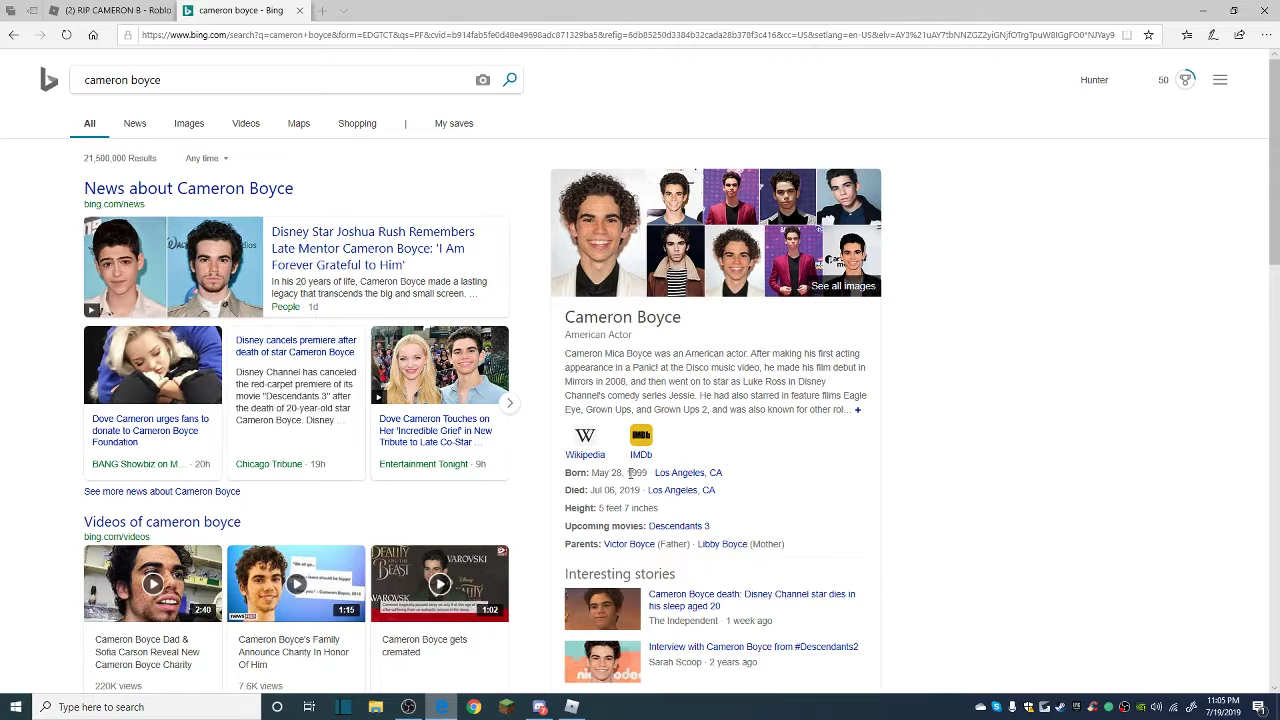 (2) RIP CAMERON B - Roblo
cameron boyce - Bing
cameron boyce
Hunter
50
All
News
Images
Videos
Maps
Shopping
|
My saves
21,500,000 Results
Any time
News about Cameron Boyce
bing.com/news
Disney Star Joshua Rush Remembers
Late Mentor Cameron Boyce: 'I Am
Forever Grateful to Him'
In his 20 years of life, Cameron Boyce made a lasting
legacy that transcends the big and small screen. ...
People · 1d
Dove Cameron urges fans to
donate to Cameron Boyce
Foundation
BANG Showbiz on M... · 20h
Disney cancels premiere after
death of star Cameron Boyce
Disney Channel has canceled
the red-carpet premiere of its
movie "Descendants 3" after
the death of 20-year-old star
Cameron Boyce. Disney ...
Chicago Tribune · 19h
Dove Cameron Touches on
Her 'Incredible Grief' in New
Tribute to Late Co-Star ...
Entertainment Tonight · 9h
See more news about Cameron Boyce
Videos of cameron boyce
bing.com/videos
2:40
Cameron Boyce Dad &
Sofia Carson Reveal New
Cameron Boyce Charity
220K views
1:15
Cameron Boyce's Family
Announce Charity In Honor
Of Him
7.6K views
1:02
Cameron Boyce gets
cremated
See all images
Cameron Boyce
American Actor
Cameron Mica Boyce was an American actor. After making his first acting
appearance in a Panic! at the Disco music video, he made his film debut in
Mirrors in 2008, and then went on to star as Luke Ross in Disney
Channel's comedy series Jessie. He had also starred in feature films Eagle
Eye, Grown Ups, and Grown Ups 2, and was also known for other rol... +
W
IMDb
Wikipedia
IMDb
Born: May 28, 1999 · Los Angeles, CA
Died: Jul 06, 2019 · Los Angeles, CA
Height: 5 feet 7 inches
Upcoming movies: Descendants 3
Parents: Victor Boyce (Father) · Libby Boyce (Mother)
Interesting stories
Cameron Boyce death: Disney Channel star dies in
his sleep aged 20
The Independent · 1 week ago
Interview with Cameron Boyce from #Descendants2
Sarah Scoop · 2 years ago
Type here to search
11:05 PM
7/19/2019